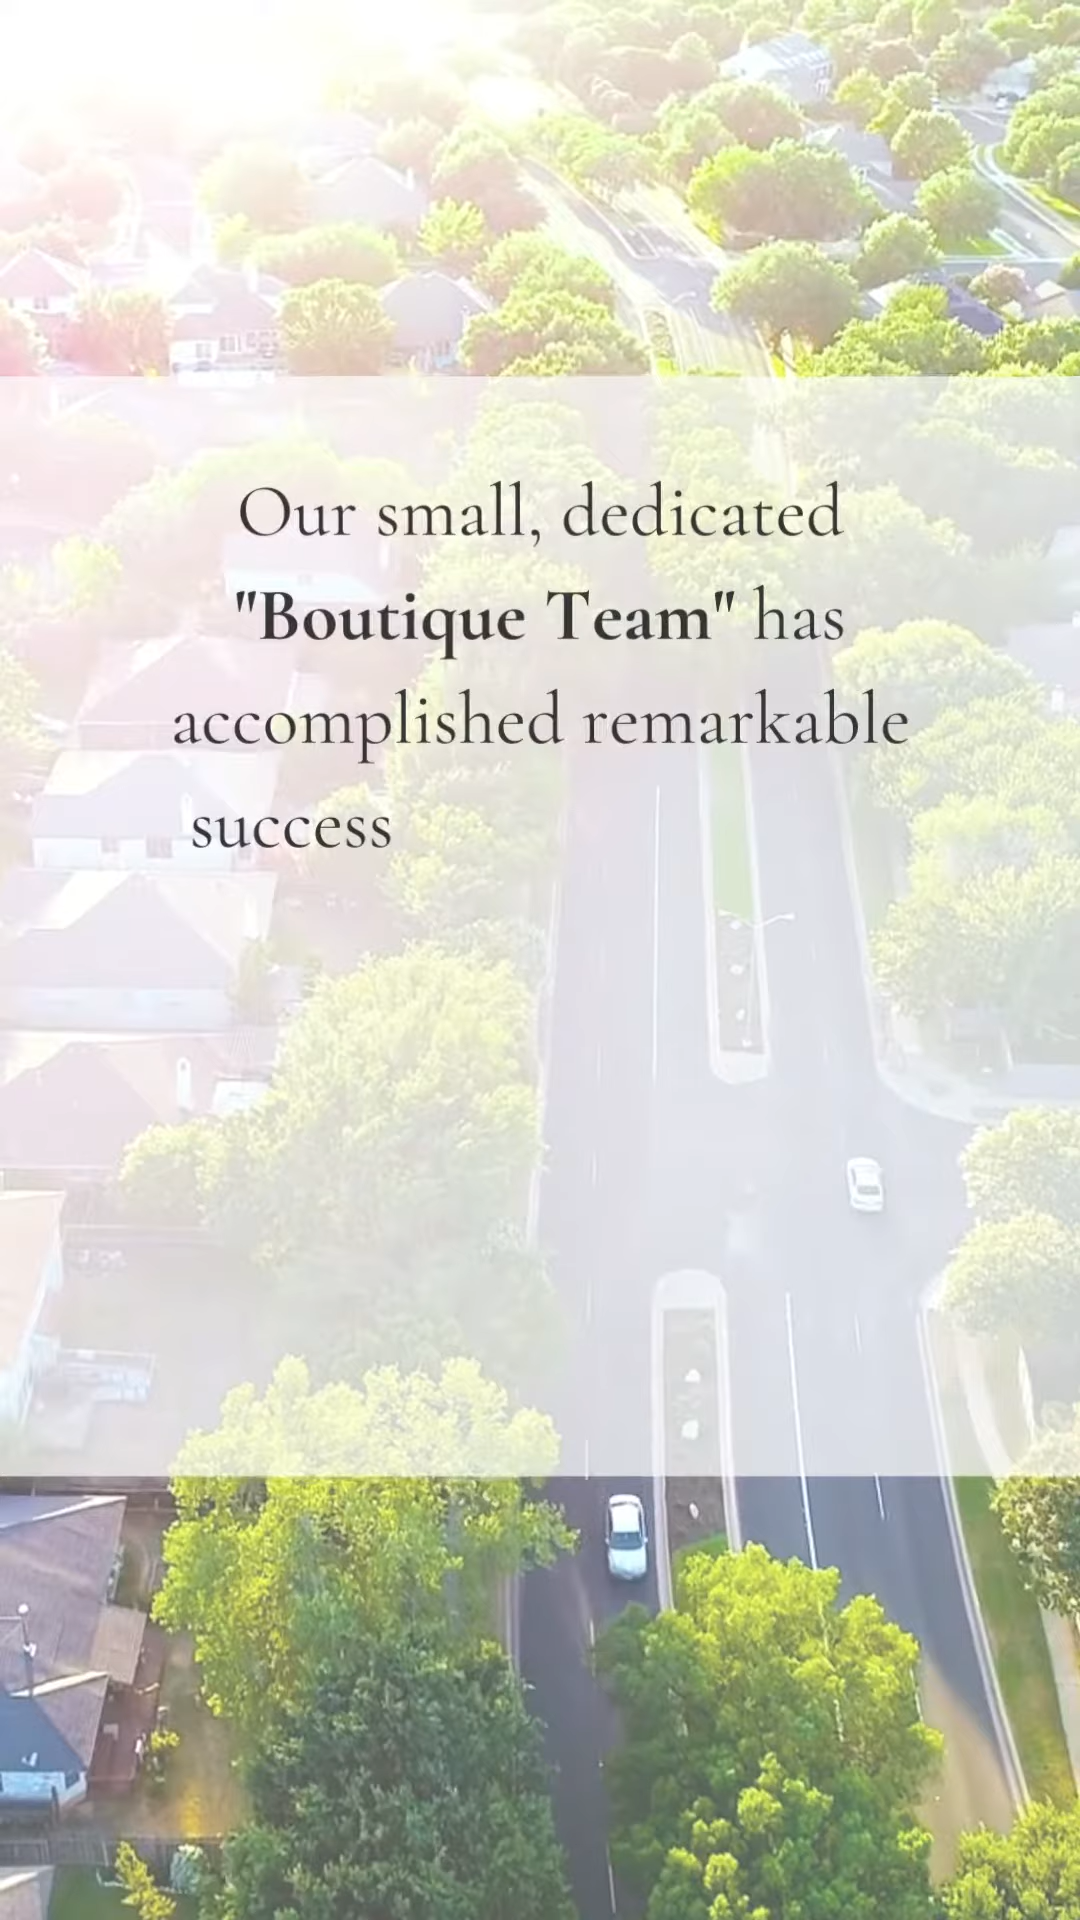 Our small, dedicated
"Boutique Team" has
accomplished remarkable
success